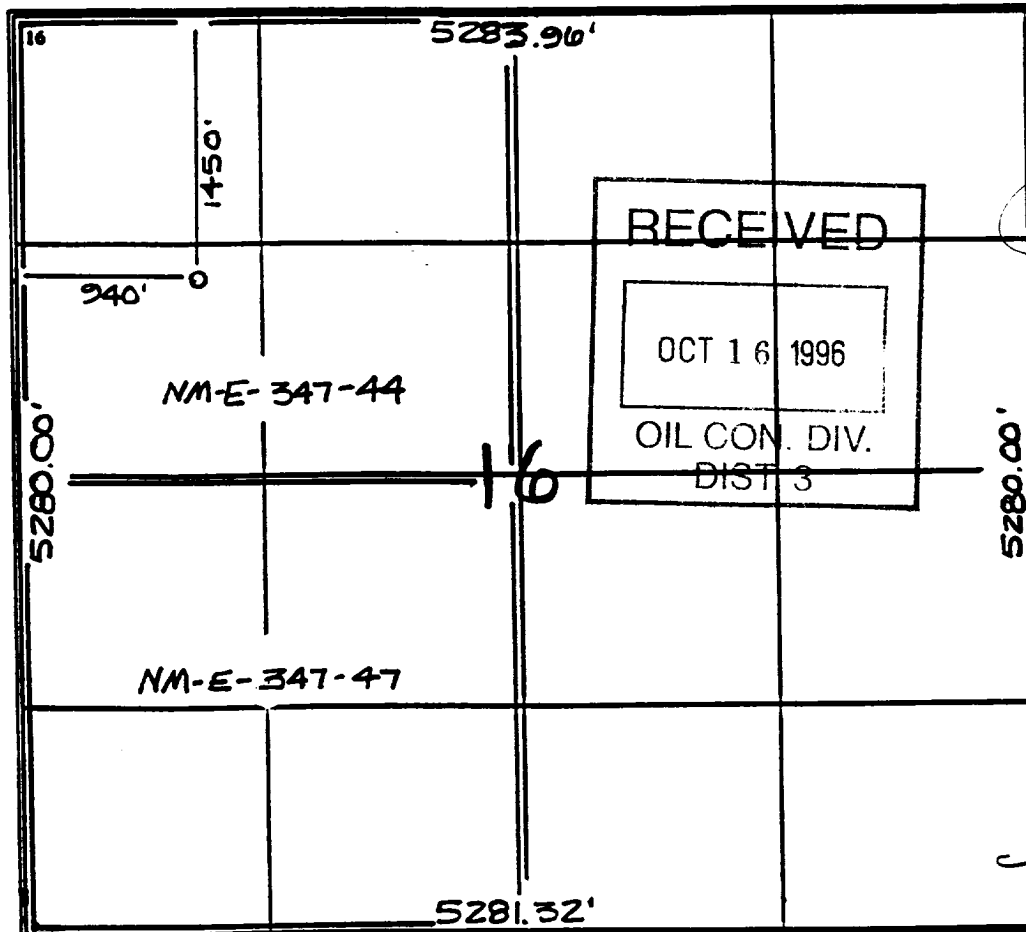 16
5283.96'
1450'
RECEIVED
940'
OCT 16 1996
NM-E-347-44
OIL CON. DIV.
DIST. 3
5280.00'
16
5280.00'
NM-E-347-47
5281.32'